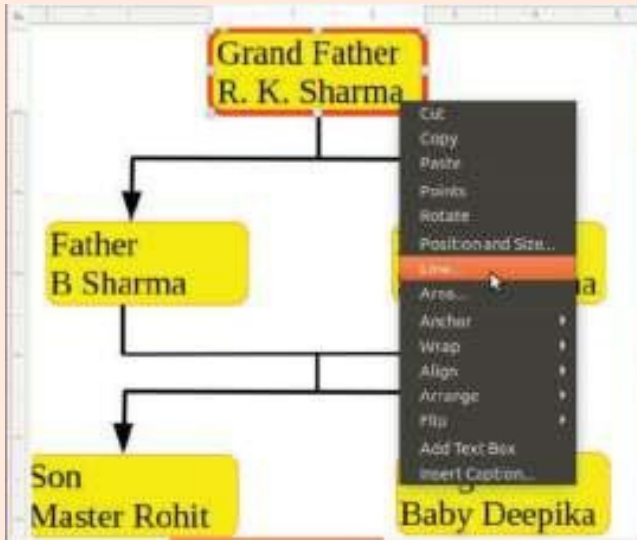 Grand Father
R. K. Sharma
Cut
Copy
Paste
Points
Rotate
Position and Size...
Line...
Area...
Anchor
Wrap
Align
Arrange
Flip
Add Text Box
Insert Caption...
Father
B Sharma
Son
Master Rohit
Baby Deepika